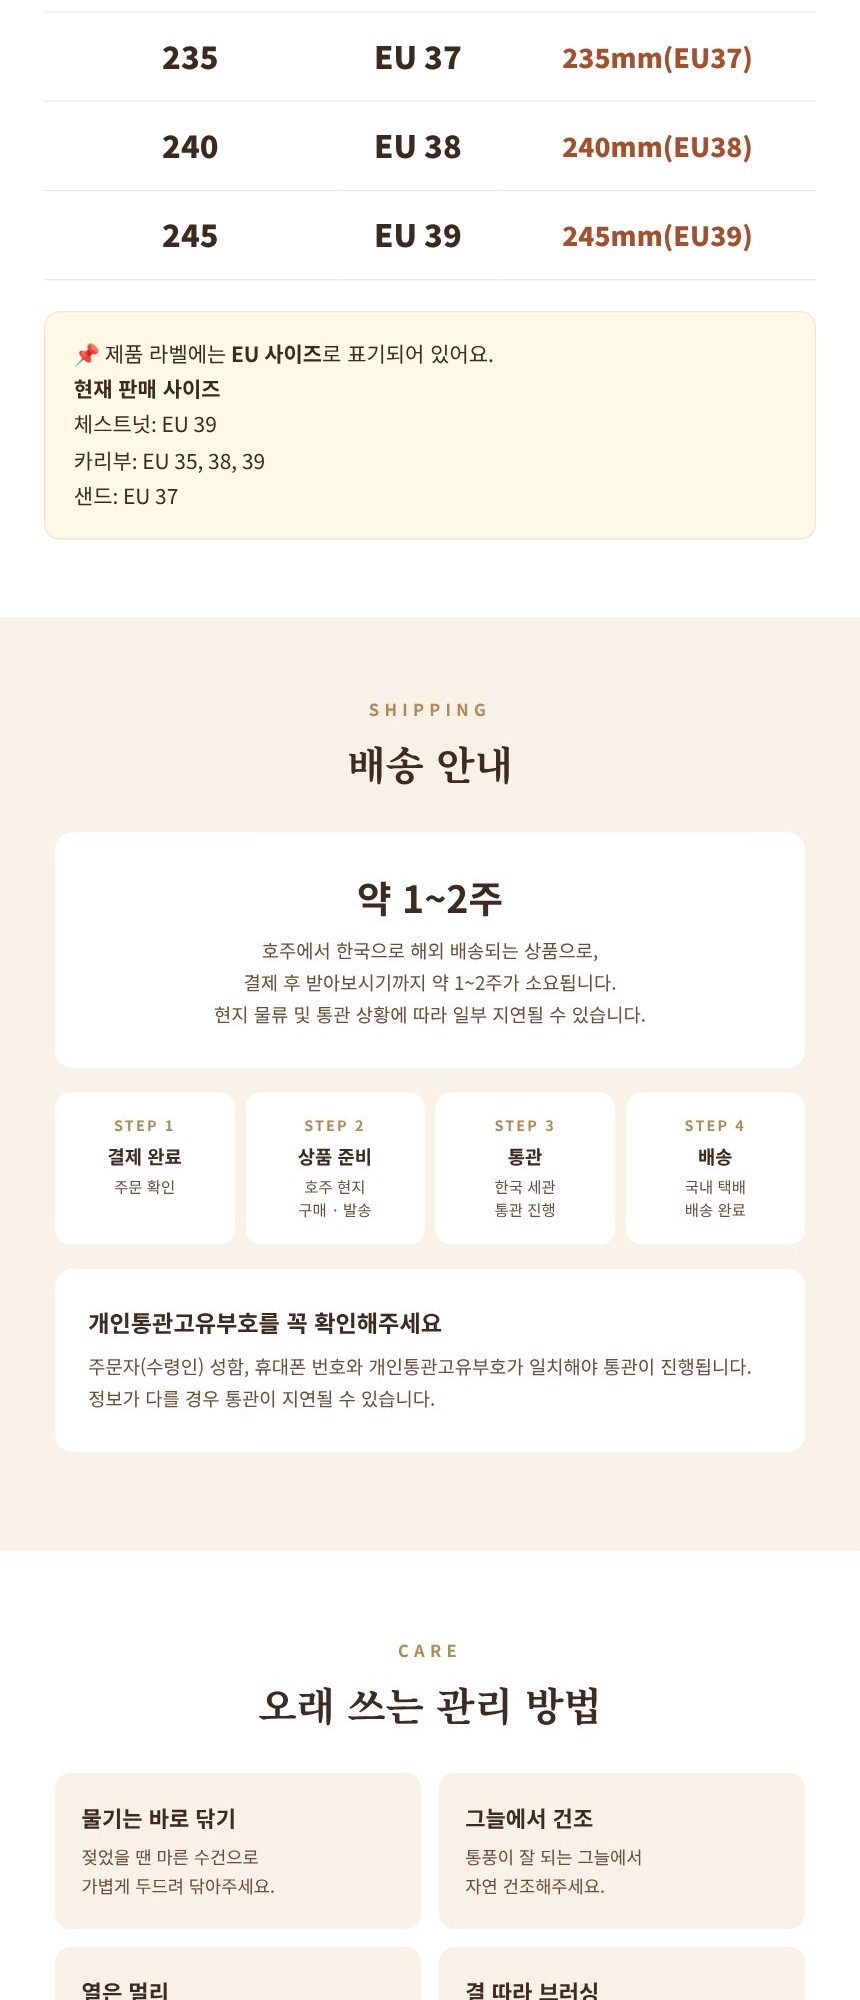 235 EU 37 235mm(EU37)
240 EU 38 240mm(EU38)
245 EU 39 245mm(EU39)
📌 제품 라벨에는 EU 사이즈로 표기되어 있어요.
현재 판매 사이즈
체스트넛: EU 39
카리부: EU 35, 38, 39
샌드: EU 37
SHIPPING
배송 안내
약 1~2주
호주에서 한국으로 해외 배송되는 상품으로,
결제 후 받아보시기까지 약 1~2주가 소요됩니다.
현지 물류 및 통관 상황에 따라 일부 지연될 수 있습니다.
STEP 1
결제 완료
주문 확인
STEP 2
상품 준비
호주 현지
구매 · 발송
STEP 3
통관
한국 세관
통관 진행
STEP 4
배송
국내 택배
배송 완료
개인통관고유부호를 꼭 확인해주세요
주문자(수령인) 성함, 휴대폰 번호와 개인통관고유부호가 일치해야 통관이 진행됩니다.
정보가 다를 경우 통관이 지연될 수 있습니다.
CARE
오래 쓰는 관리 방법
물기는 바로 닦기
젖었을 땐 마른 수건으로
가볍게 두드려 닦아주세요.
그늘에서 건조
통풍이 잘 되는 그늘에서
자연 건조해주세요.
열은 멀리
결 따라 브러싱